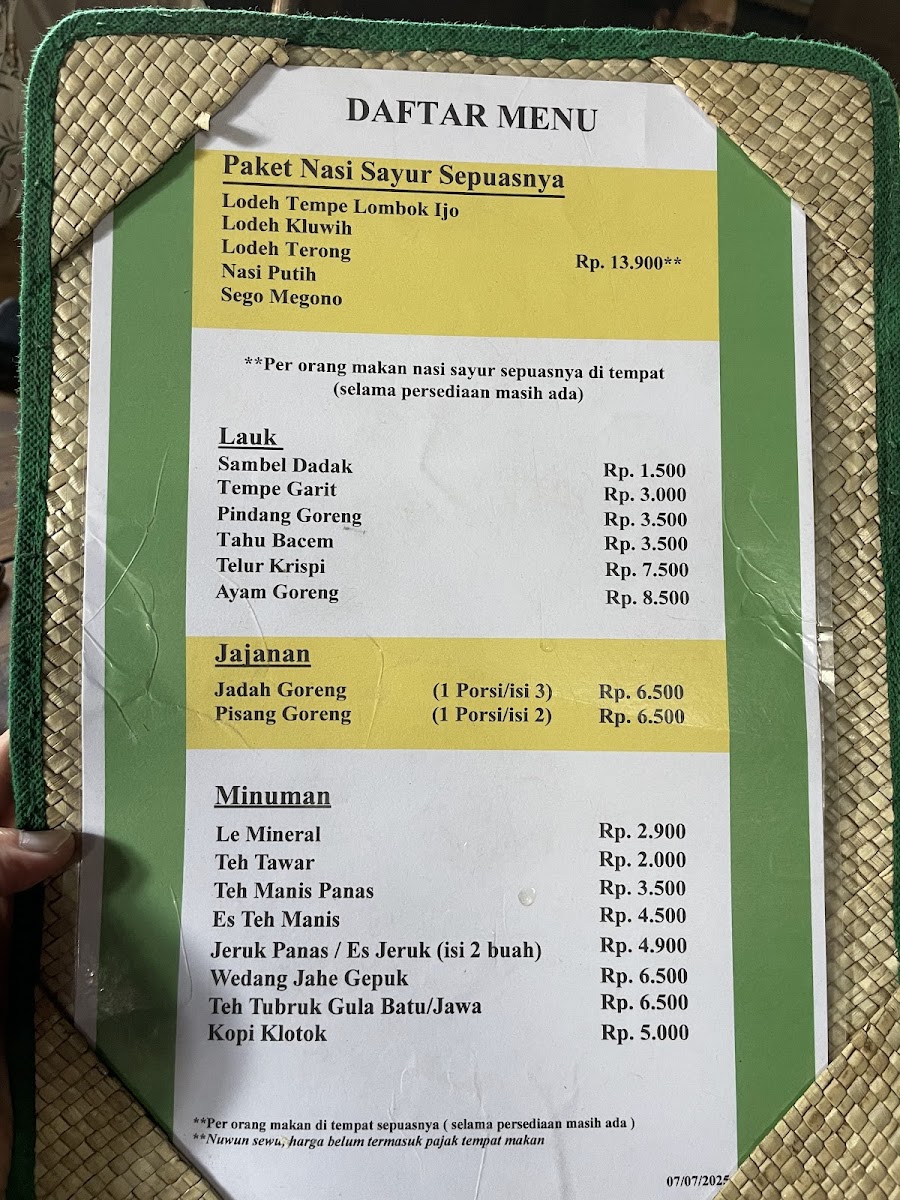 DAFTAR MENU
Paket Nasi Sayur Sepuasnya
Lodeh Tempe Lombok Ijo
Lodeh Kluwih
Lodeh Terong
Nasi Putih
Sego Megono
Rp. 13.900**
**Per orang makan nasi sayur sepuasnya di tempat
(selama persediaan masih ada)
Lauk
Sambel Dadak Rp. 1.500
Tempe Garit Rp. 3.000
Pindang Goreng Rp. 3.500
Tahu Bacem Rp. 3.500
Telur Krispi Rp. 7.500
Ayam Goreng Rp. 8.500
Jajanan
Jadah Goreng (1 Porsi/isi 3) Rp. 6.500
Pisang Goreng (1 Porsi/isi 2) Rp. 6.500
Minuman
Le Mineral Rp. 2.900
Teh Tawar Rp. 2.000
Teh Manis Panas Rp. 3.500
Es Teh Manis Rp. 4.500
Jeruk Panas / Es Jeruk (isi 2 buah) Rp. 4.900
Wedang Jahe Gepuk Rp. 6.500
Teh Tubruk Gula Batu/Jawa Rp. 6.500
Kopi Klotok Rp. 5.000
**Per orang makan di tempat sepuasnya ( selama persediaan masih ada )
**Nuwun sewu, harga belum termasuk pajak tempat makan
07/07/2025